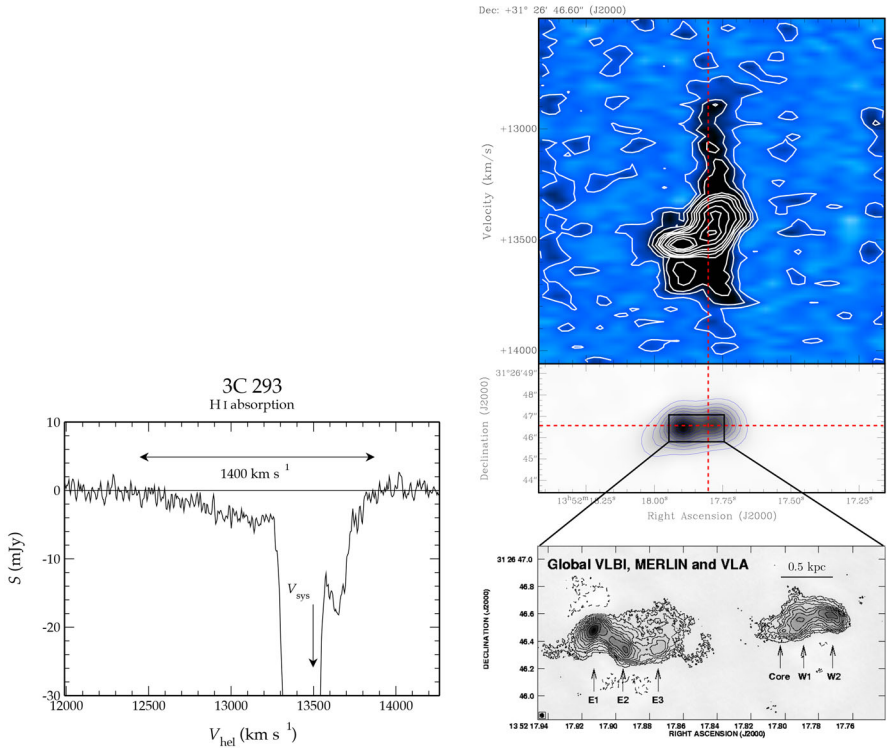 3C 293
H I absorption
10
0
-10
-20
-30
S (mJy)
1400 km s⁻¹
V_sys
12000 12500 13000 13500 14000
V_hel (km s⁻¹)
Dec: +31° 26' 46.60" (J2000)
+13000
+13500
+14000
Velocity (km/s)
31°26'49"
48"
47"
46"
45"
44"
Declination (J2000)
13ʰ52ᵐ18.25ˢ 18.00ˢ 17.75ˢ 17.50ˢ 17.25ˢ
Right Ascension (J2000)
Global VLBI, MERLIN and VLA
0.5 kpc
31 26 47.0
46.8
46.6
46.4
46.2
46.0
45.8
DECLINATION (J2000)
Core W1 W2
E1 E2 E3
13 52 17.94 17.92 17.90 17.88 17.86 17.84 17.82 17.80 17.78 17.76
RIGHT ASCENSION (J2000)